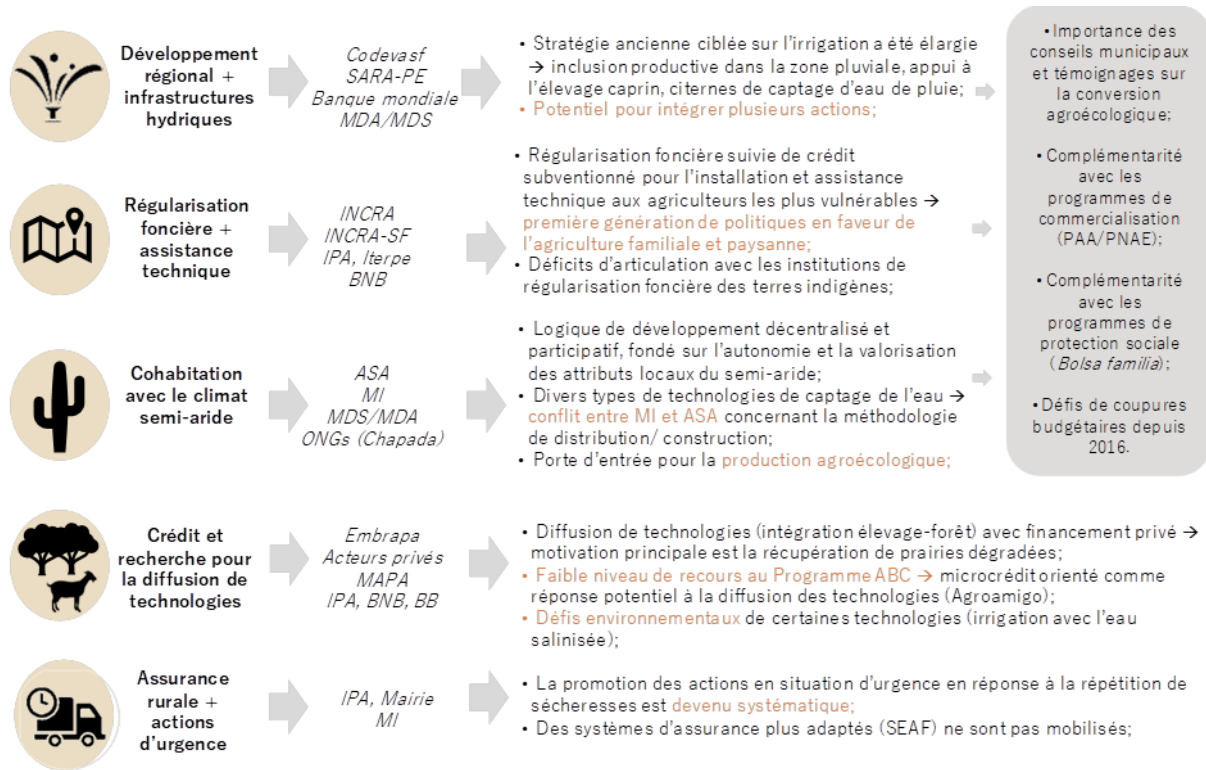 Développement
régional +
infrastructures
hydriques
Codevasf
SARA-PE
Banque mondiale
MDA/MDS
• Stratégie ancienne ciblée sur l'irrigation a été élargie
→ inclusion productive dans la zone pluviale, appui à
l'élevage caprin, citernes de captage d'eau de pluie;
• Potentiel pour intégrer plusieurs actions;
Régularisation
foncière +
assistance
technique
INCRA
INCRA-SF
IPA, Iterpe
BNB
• Régularisation foncière suivie de crédit
subventionné pour l'installation et assistance
technique aux agriculteurs les plus vulnérables →
première génération de politiques en faveur de
l'agriculture familiale et paysanne;
• Déficits d'articulation avec les institutions de
régularisation foncière des terres indigènes;
Cohabitation
avec le climat
semi-aride
ASA
MI
MDS/MDA
ONGs (Chapada)
• Logique de développement décentralisé et
participatif, fondé sur l'autonomie et la valorisation
des attributs locaux du semi-aride;
• Divers types de technologies de captage de l'eau →
conflit entre MI et ASA concernant la méthodologie
de distribution/ construction;
• Porte d'entrée pour la production agroécologique;
Crédit et
recherche pour
la diffusion de
technologies
Embrapa
Acteurs privés
MAPA
IPA, BNB, BB
• Diffusion de technologies (intégration élevage-forêt) avec financement privé →
motivation principale est la récupération de prairies dégradées;
• Faible niveau de recours au Programme ABC → microcrédit orienté comme
réponse potentiel à la diffusion des technologies (Agroamigo);
• Défis environnementaux de certaines technologies (irrigation avec l'eau
salinisée);
Assurance
rurale +
actions
d'urgence
IPA, Mairie
MI
• La promotion des actions en situation d'urgence en réponse à la répétition de
sécheresses est devenu systématique;
• Des systèmes d'assurance plus adaptés (SEAF) ne sont pas mobilisés;
• Importance des
conseils municipaux
et témoignages sur
la conversion
agroécologique;
• Complémentarité
avec les
programmes de
commercialisation
(PAA/PNAE);
• Complémentarité
avec les
programmes de
protection sociale
(Bolsa familia);
• Défis de coupures
budgétaires depuis
2016.